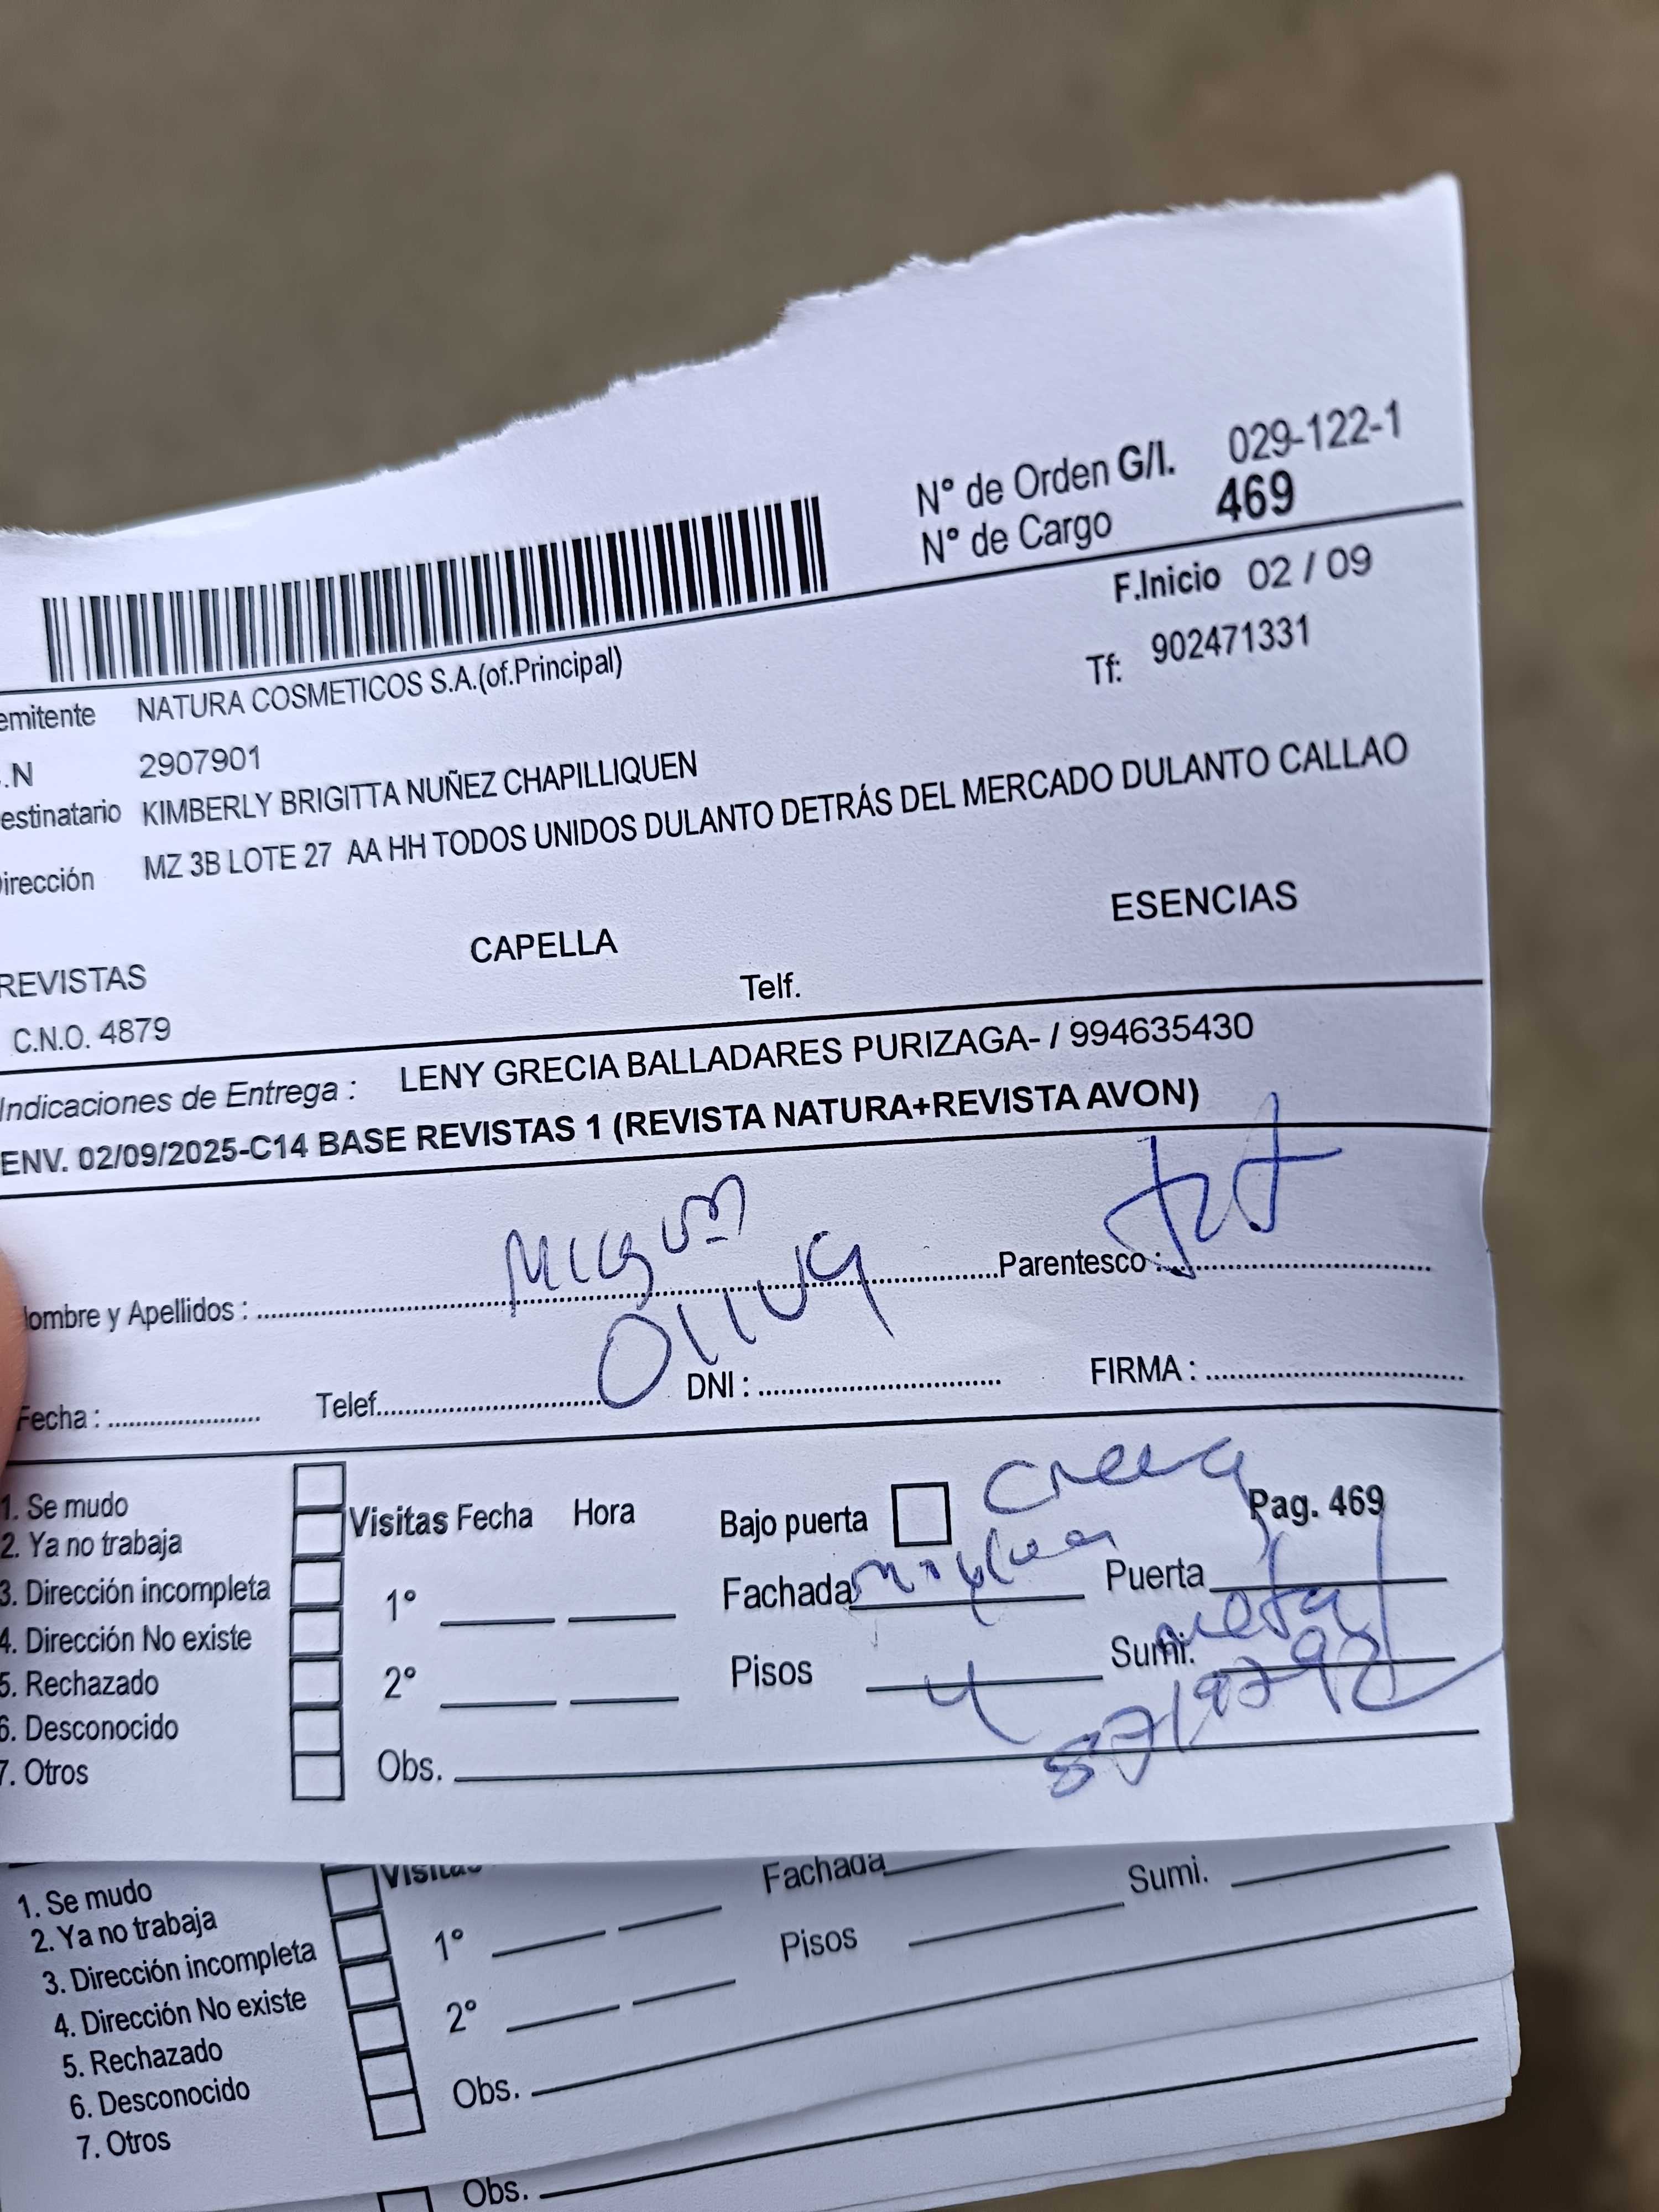 N° de Orden G/I. 029-122-1
N° de Cargo 469
F.Inicio 02 / 09
emitente NATURA COSMETICOS S.A.(of.Principal)
Tf: 902471331
.N 2907901
estinatario KIMBERLY BRIGITTA NUÑEZ CHAPILLIQUEN
irección MZ 3B LOTE 27 AA HH TODOS UNIDOS DULANTO DETRÁS DEL MERCADO DULANTO CALLAO
REVISTAS CAPELLA ESENCIAS
C.N.O. 4879 Telf.
Indicaciones de Entrega : LENY GRECIA BALLADARES PURIZAGA- / 994635430
ENV. 02/09/2025-C14 BASE REVISTAS 1 (REVISTA NATURA+REVISTA AVON)
ombre y Apellidos : Parentesco :
Oliva
Fecha : Telef. DNI : FIRMA :
1. Se mudo
2. Ya no trabaja
3. Dirección incompleta
4. Dirección No existe
5. Rechazado
6. Desconocido
7. Otros
Visitas Fecha Hora
1°
2°
Obs.
Bajo puerta Crema Pag. 469
Fachada Puerta metal
Pisos 4 Sumi.
1. Se mudo
2. Ya no trabaja
3. Dirección incompleta
4. Dirección No existe
5. Rechazado
6. Desconocido
7. Otros
Visitas
1°
2°
Obs.
Fachada Sumi.
Pisos
Obs.